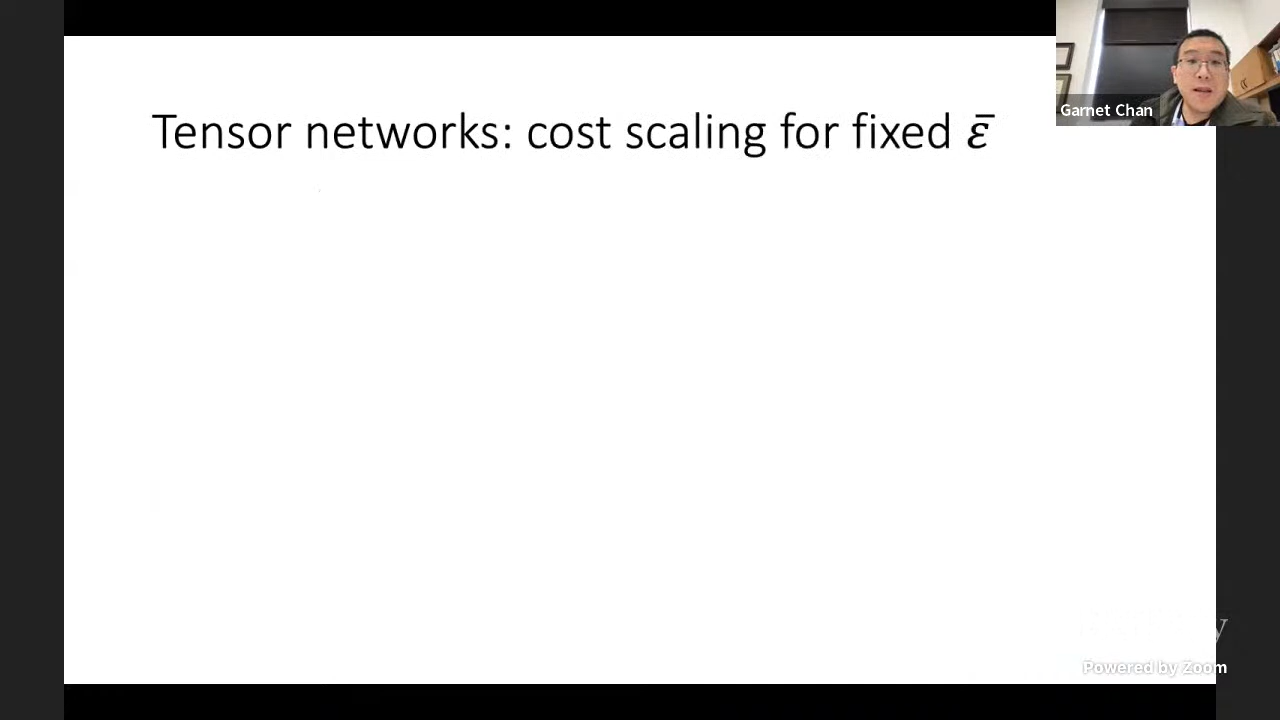 Garnet Chan
Tensor networks: cost scaling for fixed ε̄
y
Powered by Zoom